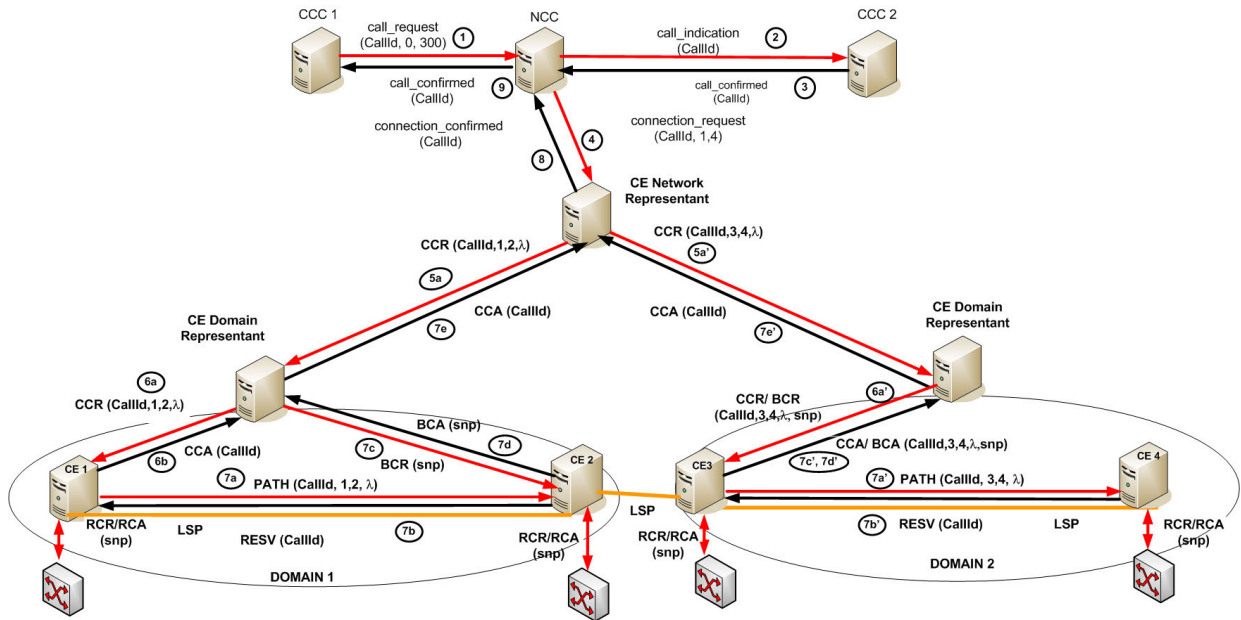 CCC 1
NCC
CCC 2
call_request
(CallId, 0, 300)
1
call_indication
(CallId)
2
call_confirmed
(CallId)
9
call_confirmed
(CallId)
3
connection_confirmed
(CallId)
8
4
connection_request
(CallId, 1,4)
CE Network
Representant
CCR (CallId,1,2,λ)
5a
CCR (CallId,3,4,λ)
5a'
CCA (CallId)
7e
CCA (CallId)
7e'
CE Domain
Representant
CE Domain
Representant
6a
CCR (CallId,1,2,λ)
6a'
CCR/ BCR
(CallId,3,4,λ, snp)
BCA (snp)
7d
CCA/ BCA (CallId,3,4,λ,snp)
7c', 7d'
CCA (CallId)
6b
7c
BCR (snp)
CE 1
CE 2
CE3
CE 4
7a
PATH (CallId, 1,2, λ)
7a'
PATH (CallId, 3,4, λ)
RCR/RCA
(snp)
LSP
7b
RESV (CallId)
LSP
7b'
RESV (CallId)
LSP
RCR/RCA
(snp)
RCR/RCA
(snp)
RCR/RCA
(snp)
DOMAIN 1
DOMAIN 2